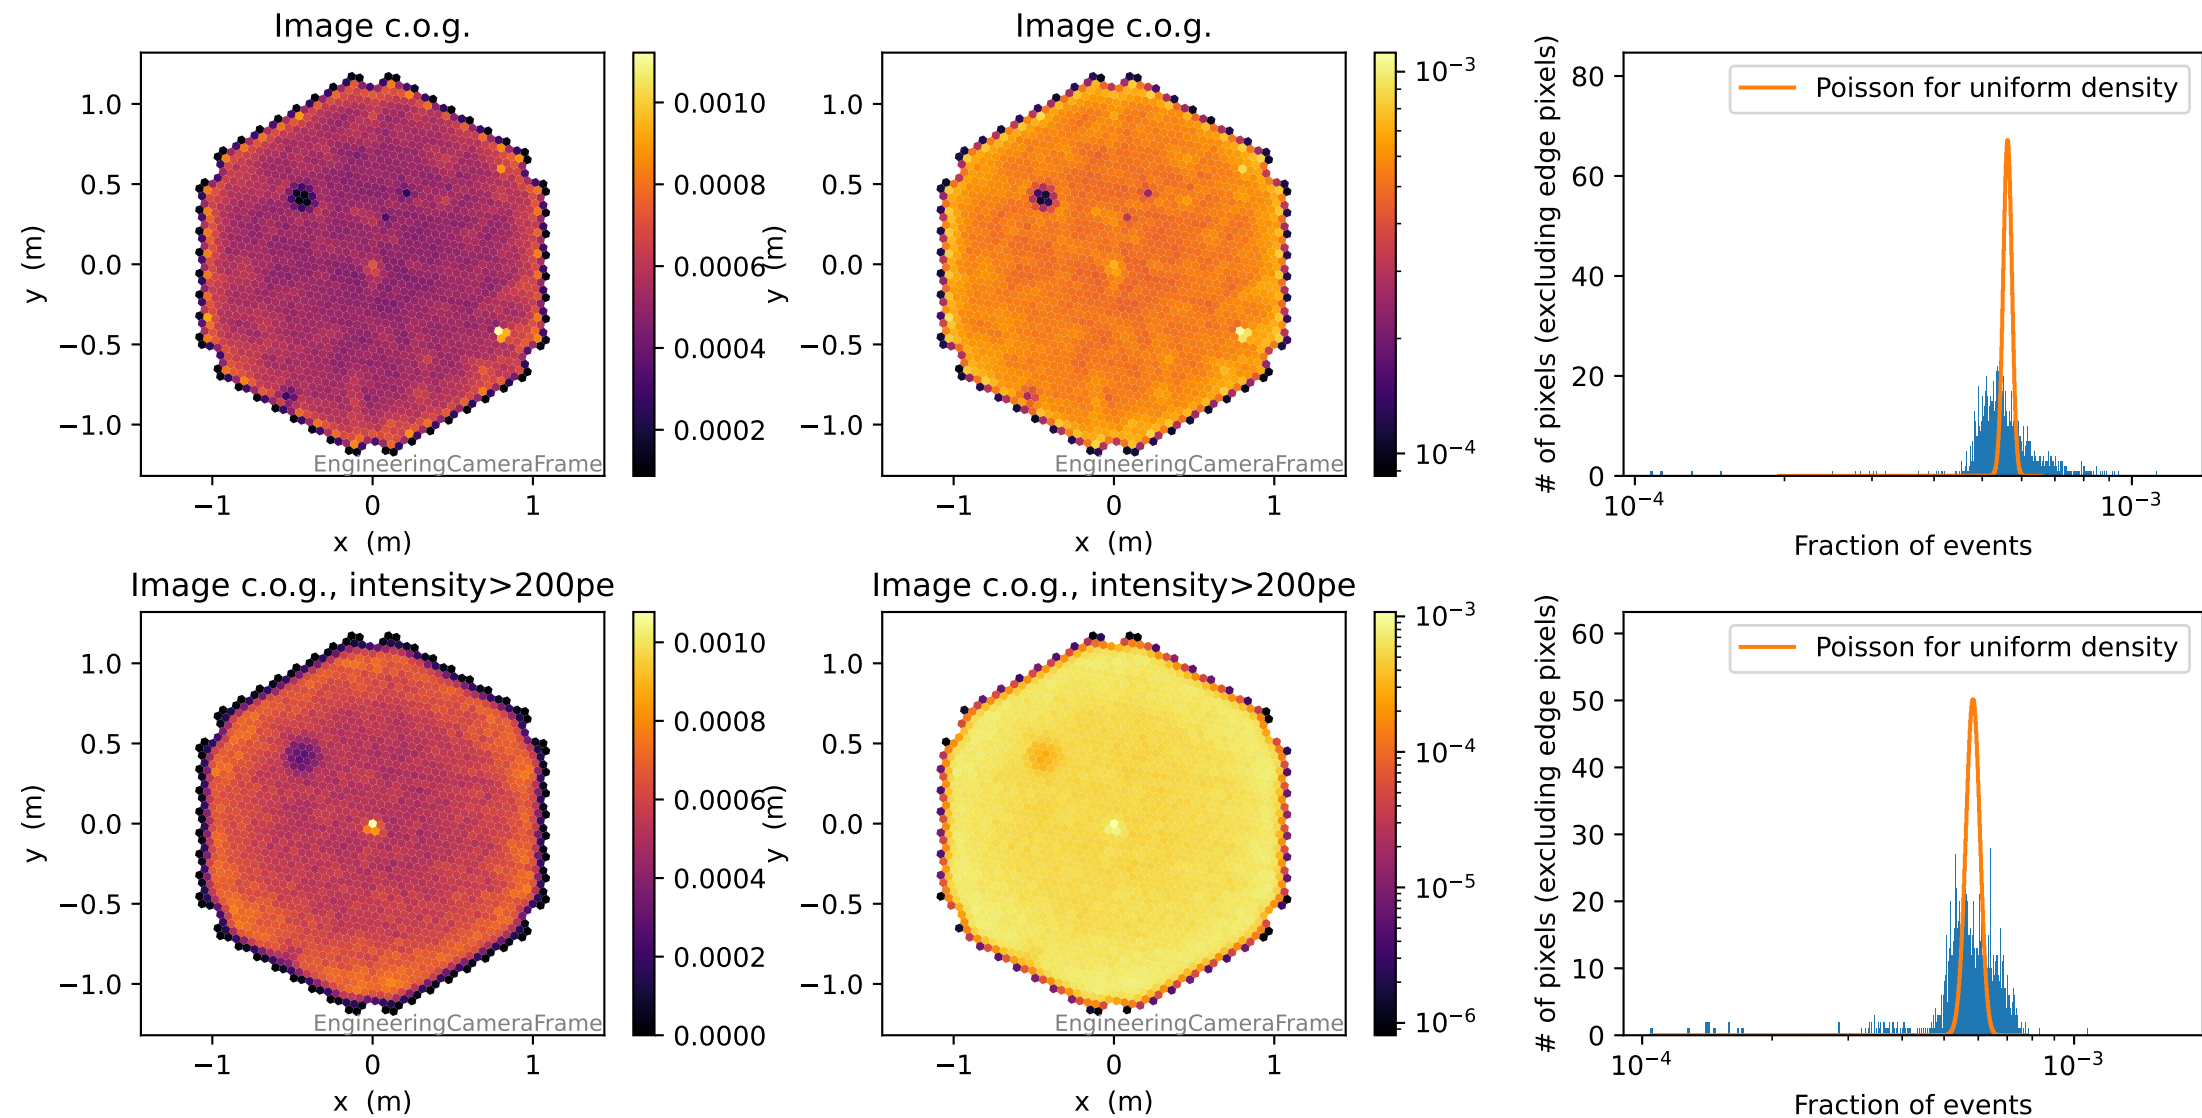 Image c.o.g.
1.0
0.5
0.0
−0.5
−1.0
y (m)
−1 0 1
x (m)
EngineeringCameraFrame
0.0010
0.0008
0.0006
0.0004
0.0002
Image c.o.g.
1.0
0.5
0.0
−0.5
−1.0
y (m)
−1 0 1
x (m)
EngineeringCameraFrame
10−3
10−4
Poisson for uniform density
80
60
40
20
0
# of pixels (excluding edge pixels)
10−4 10−3
Fraction of events
Image c.o.g., intensity>200pe
1.0
0.5
0.0
−0.5
−1.0
y (m)
−1 0 1
x (m)
EngineeringCameraFrame
0.0010
0.0008
0.0006
0.0004
0.0002
0.0000
Image c.o.g., intensity>200pe
1.0
0.5
0.0
−0.5
−1.0
y (m)
−1 0 1
x (m)
EngineeringCameraFrame
10−3
10−4
10−5
10−6
Poisson for uniform density
60
50
40
30
20
10
0
# of pixels (excluding edge pixels)
10−4 10−3
Fraction of events